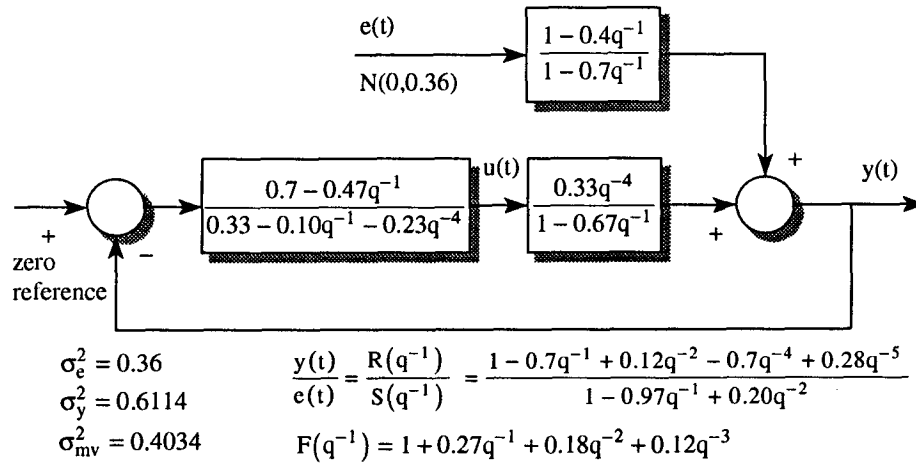 e(t)
N(0,0.36)
1 − 0.4q⁻¹
1 − 0.7q⁻¹
+
y(t)
0.7 − 0.47q⁻¹
0.33 − 0.10q⁻¹ − 0.23q⁻⁴
u(t)
0.33q⁻⁴
1 − 0.67q⁻¹
+
−
+
zero
reference
σₑ² = 0.36
σ_y² = 0.6114
σ_mv² = 0.4034
y(t)/e(t) = R(q⁻¹)/S(q⁻¹) = (1 − 0.7q⁻¹ + 0.12q⁻² − 0.7q⁻⁴ + 0.28q⁻⁵)/(1 − 0.97q⁻¹ + 0.20q⁻²)
F(q⁻¹) = 1 + 0.27q⁻¹ + 0.18q⁻² + 0.12q⁻³